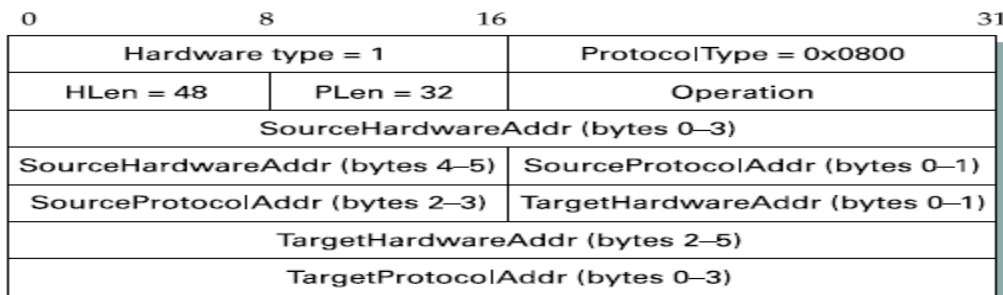 0 8 16 31
Hardware type = 1 ProtocolType = 0x0800
HLen = 48 PLen = 32 Operation
SourceHardwareAddr (bytes 0–3)
SourceHardwareAddr (bytes 4–5) SourceProtocolAddr (bytes 0–1)
SourceProtocolAddr (bytes 2–3) TargetHardwareAddr (bytes 0–1)
TargetHardwareAddr (bytes 2–5)
TargetProtocolAddr (bytes 0–3)